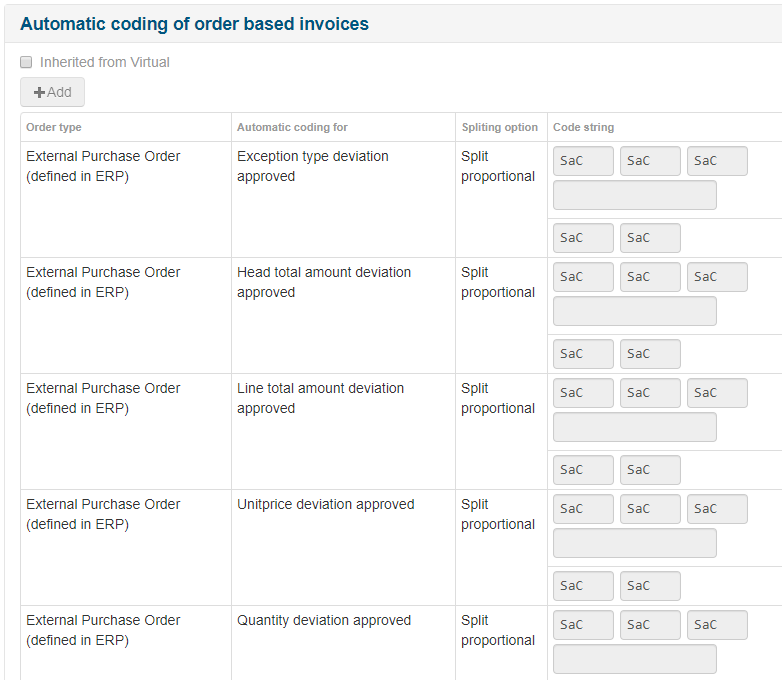 Automatic coding of order based invoices
Inherited from Virtual
+Add
Order type Automatic coding for Spliting option Code string
External Purchase Order Exception type deviation Split SaC SaC SaC
(defined in ERP) approved proportional
SaC SaC
External Purchase Order Head total amount deviation Split SaC SaC SaC
(defined in ERP) approved proportional
SaC SaC
External Purchase Order Line total amount deviation Split SaC SaC SaC
(defined in ERP) approved proportional
SaC SaC
External Purchase Order Unitprice deviation approved Split SaC SaC SaC
(defined in ERP) proportional
SaC SaC
External Purchase Order Quantity deviation approved Split SaC SaC SaC
(defined in ERP) proportional